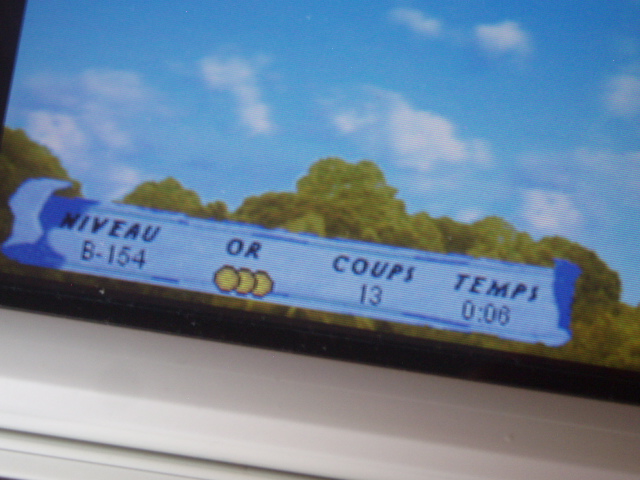 NIVEAU OR COUPS TEMPS
B-154 13 0:06